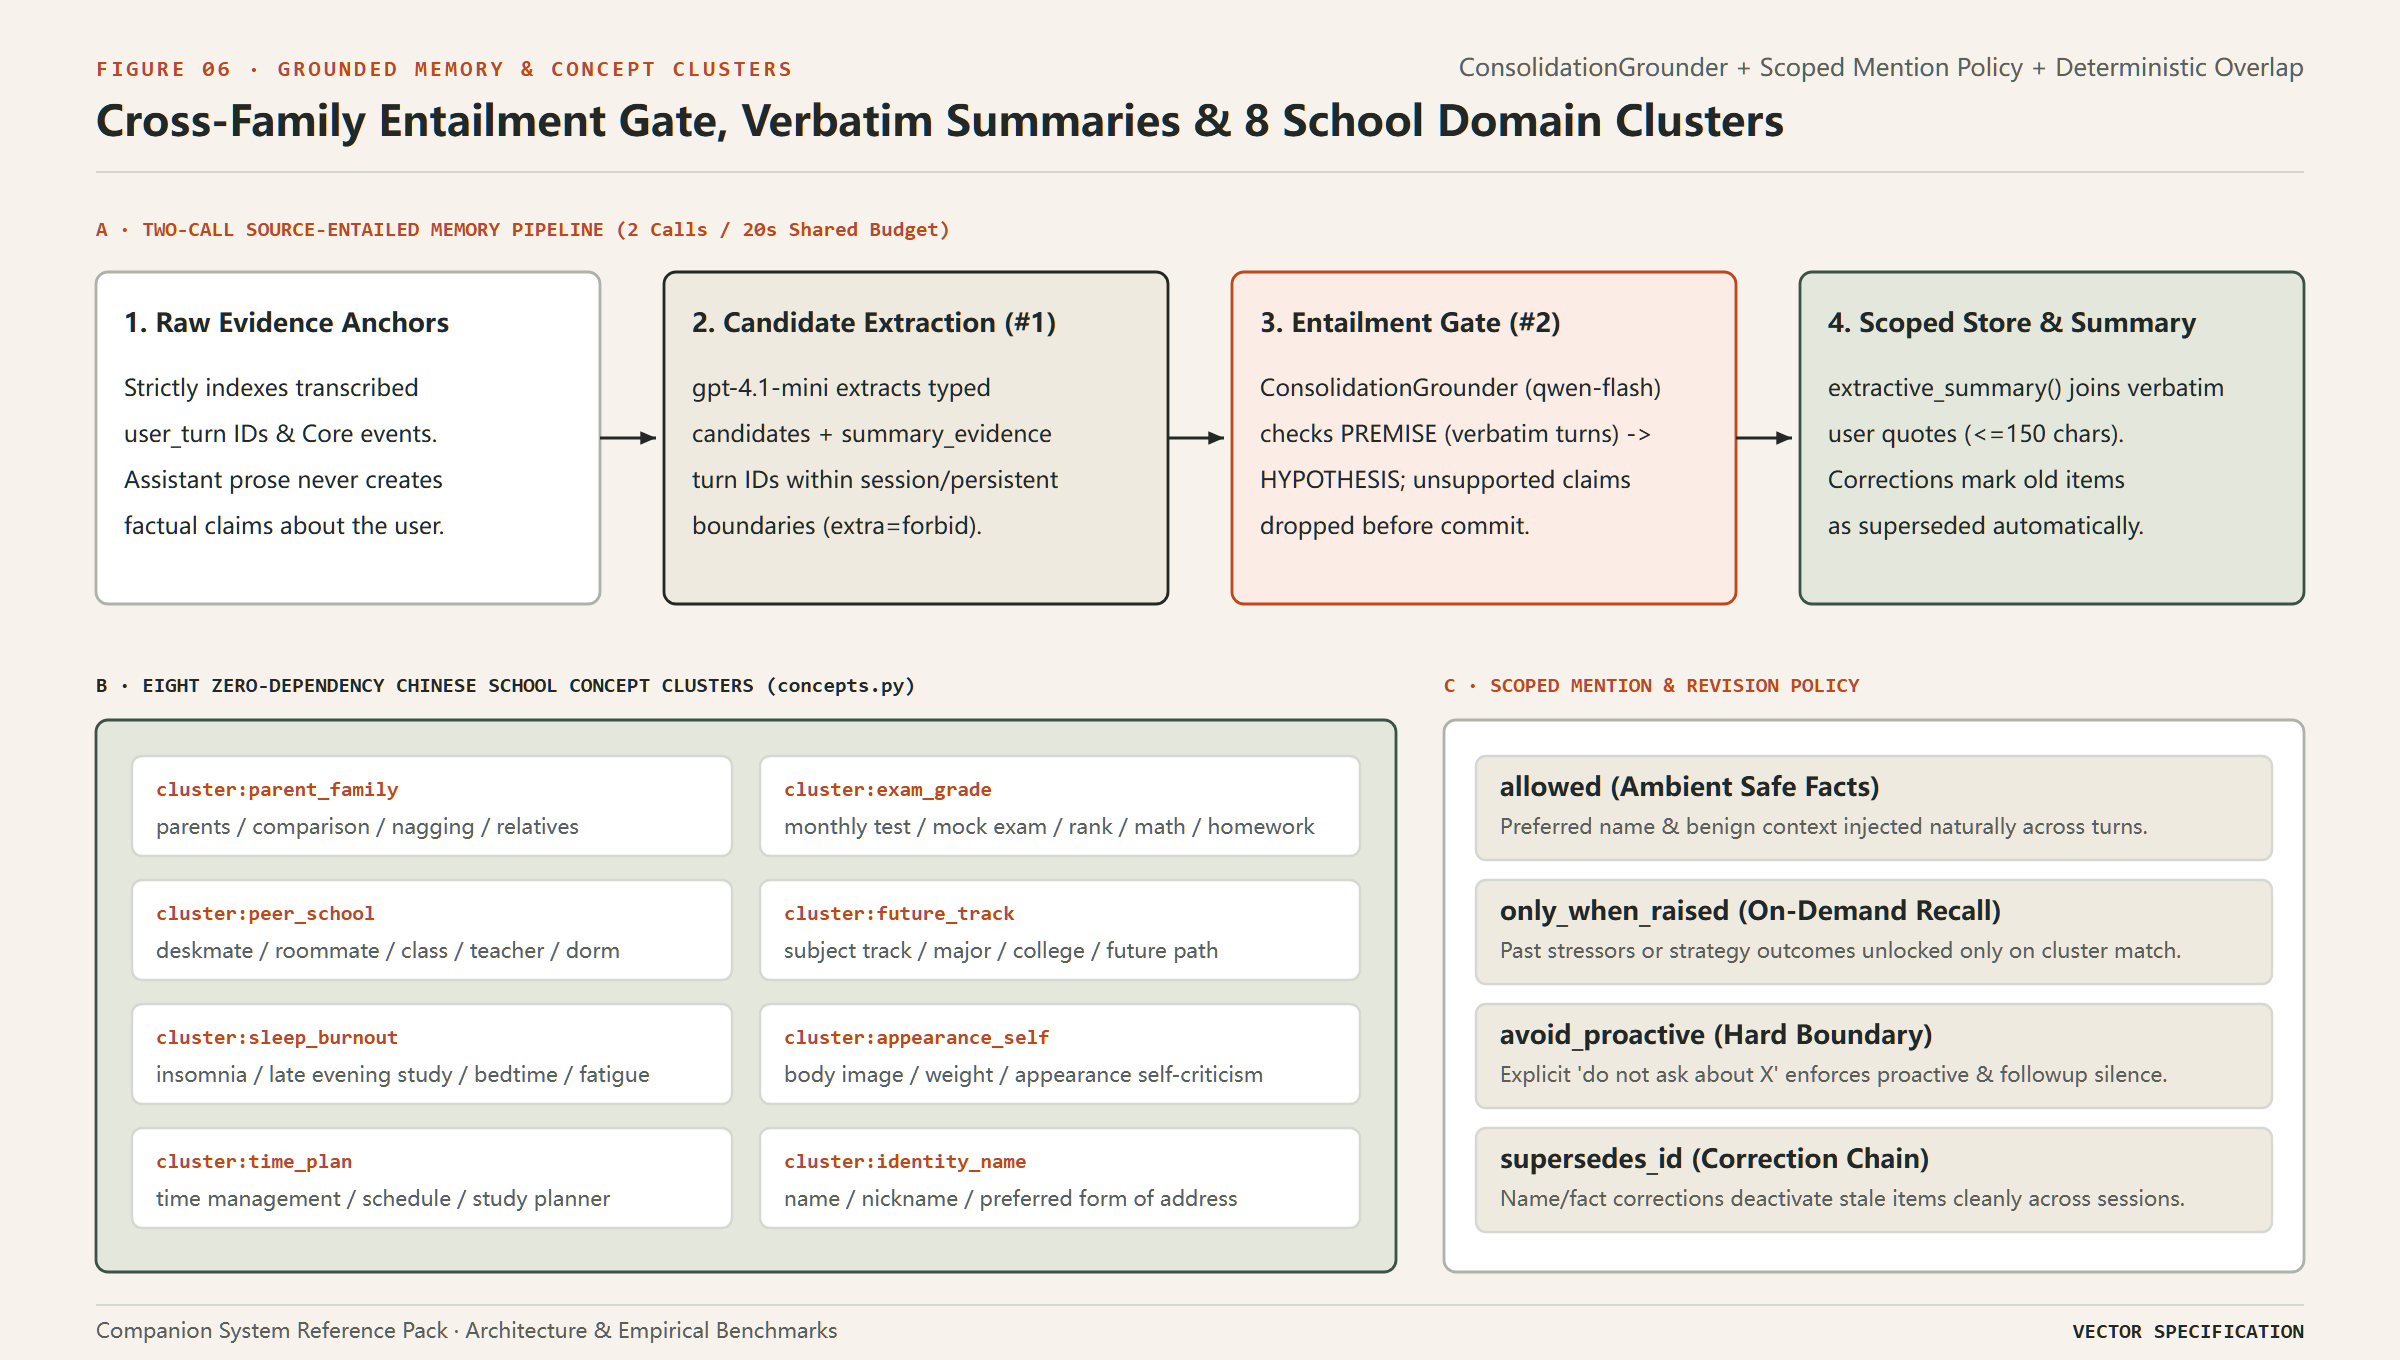 FIGURE 06 · GROUNDED MEMORY & CONCEPT CLUSTERS
ConsolidationGrounder + Scoped Mention Policy + Deterministic Overlap
Cross-Family Entailment Gate, Verbatim Summaries & 8 School Domain Clusters
A · TWO-CALL SOURCE-ENTAILED MEMORY PIPELINE (2 Calls / 20s Shared Budget)
1. Raw Evidence Anchors
Strictly indexes transcribed
user_turn IDs & Core events.
Assistant prose never creates
factual claims about the user.
2. Candidate Extraction (#1)
gpt-4.1-mini extracts typed
candidates + summary_evidence
turn IDs within session/persistent
boundaries (extra=forbid).
3. Entailment Gate (#2)
ConsolidationGrounder (qwen-flash)
checks PREMISE (verbatim turns) ->
HYPOTHESIS; unsupported claims
dropped before commit.
4. Scoped Store & Summary
extractive_summary() joins verbatim
user quotes (<=150 chars).
Corrections mark old items
as superseded automatically.
B · EIGHT ZERO-DEPENDENCY CHINESE SCHOOL CONCEPT CLUSTERS (concepts.py)
cluster:parent_family
parents / comparison / nagging / relatives
cluster:exam_grade
monthly test / mock exam / rank / math / homework
cluster:peer_school
deskmate / roommate / class / teacher / dorm
cluster:future_track
subject track / major / college / future path
cluster:sleep_burnout
insomnia / late evening study / bedtime / fatigue
cluster:appearance_self
body image / weight / appearance self-criticism
cluster:time_plan
time management / schedule / study planner
cluster:identity_name
name / nickname / preferred form of address
C · SCOPED MENTION & REVISION POLICY
allowed (Ambient Safe Facts)
Preferred name & benign context injected naturally across turns.
only_when_raised (On-Demand Recall)
Past stressors or strategy outcomes unlocked only on cluster match.
avoid_proactive (Hard Boundary)
Explicit 'do not ask about X' enforces proactive & followup silence.
supersedes_id (Correction Chain)
Name/fact corrections deactivate stale items cleanly across sessions.
Companion System Reference Pack · Architecture & Empirical Benchmarks
VECTOR SPECIFICATION